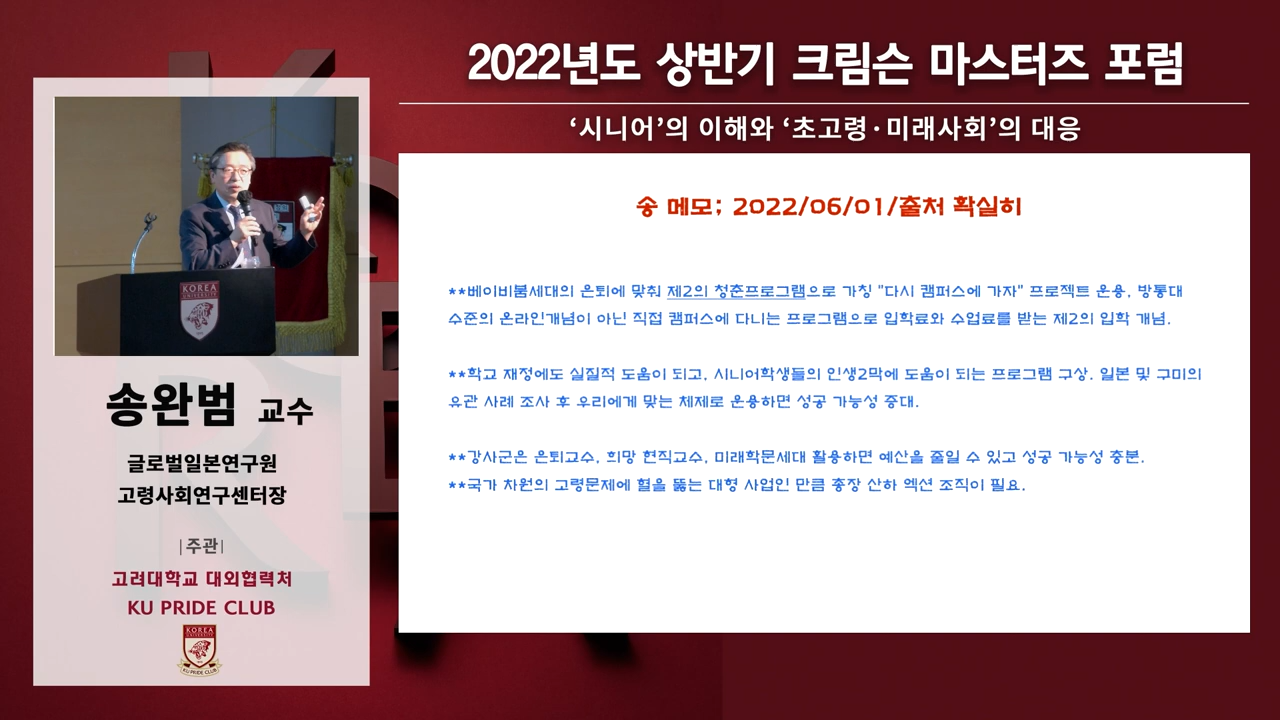 2022년도 상반기 크림슨 마스터즈 포럼
‘시니어’의 이해와 ‘초고령·미래사회’의 대응
송 메모; 2022/06/01/출처 확실히
**베이비붐세대의 은퇴에 맞춰 제2의 청춘프로그램으로 가칭 "다시 캠퍼스에 가자" 프로젝트 운용, 방통대
수준의 온라인개념이 아닌 직접 캠퍼스에 다니는 프로그램으로 입학료와 수업료를 받는 제2의 입학 개념.
**학교 재정에도 실질적 도움이 되고, 시니어학생들의 인생2막에 도움이 되는 프로그램 구상. 일본 및 구미의
유관 사례 조사 후 우리에게 맞는 체제로 운용하면 성공 가능성 증대.
**강사군은 은퇴교수, 희망 현직교수, 미래학문세대 활용하면 예산을 줄일 수 있고 성공 가능성 충분.
**국가 차원의 고령문제에 혈을 뚫는 대형 사업인 만큼 총장 산하 엑션 조직이 필요.
KOREA
UNIVERSITY
송완범 교수
글로벌일본연구원
고령사회연구센터장
|주관|
고려대학교 대외협력처
KU PRIDE CLUB
KOREA
UNIVERSITY
KU PRIDE CLUB